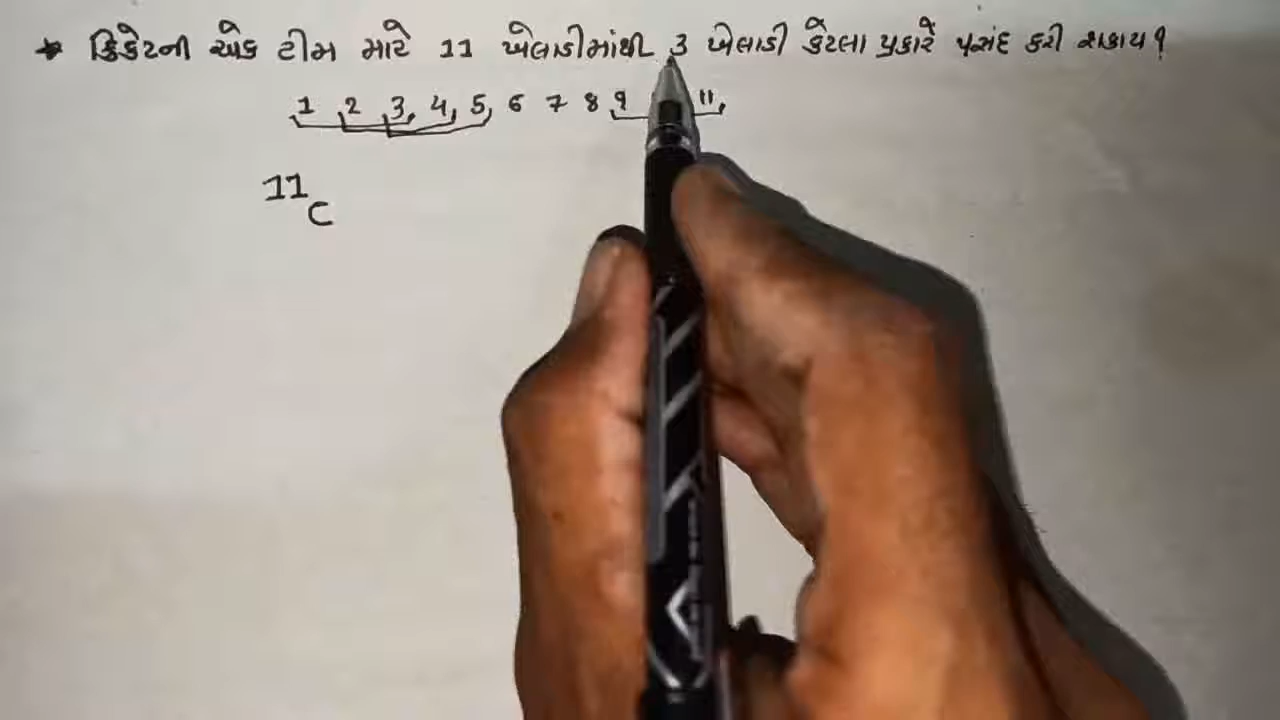 * ક્રિકેટની એક ટીમ માટે 11 ખેલાડીમાંથી 3 ખેલાડી કેટલા પ્રકારે પસંદ કરી શકાય ?
1 2 3 4 5 6 7 8 9 11
11 C